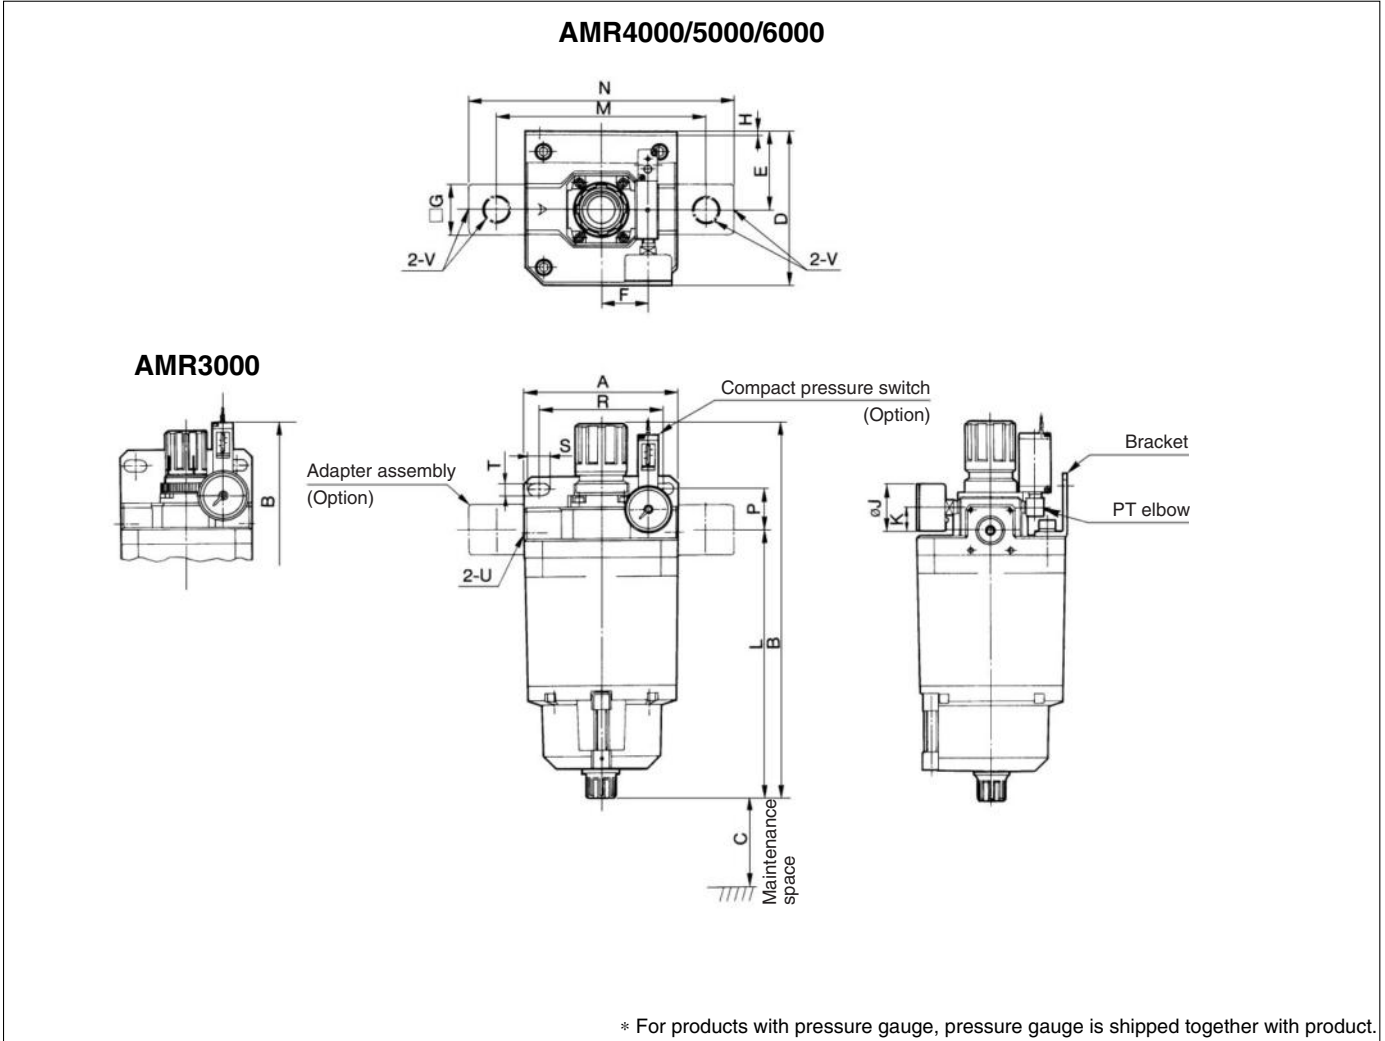 AMR4000/5000/6000
N
M
H
E
D
□G
2-V
2-V
F
AMR3000
B
A
R
Compact pressure switch
(Option)
S
T
Adapter assembly
(Option)
P
2-U
L
B
C
Maintenance
space
Bracket
PT elbow
øJ
K
* For products with pressure gauge, pressure gauge is shipped together with product.